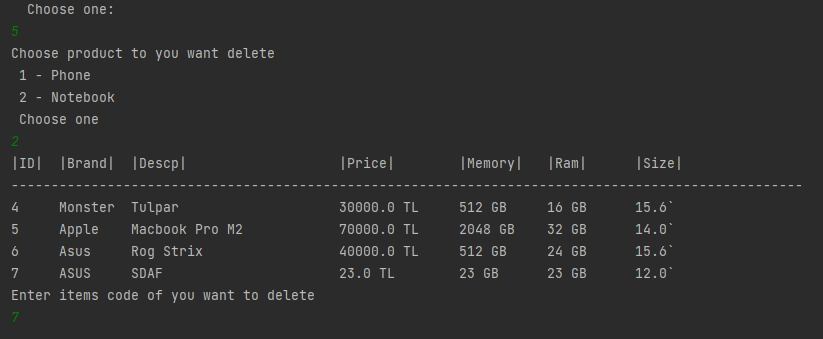 Choose one:
5
Choose product to you want delete
1 - Phone
2 - Notebook
Choose one
2
|ID| |Brand| |Descp| |Price| |Memory| |Ram| |Size|
---------------------------------------------------------------------------------------------------
4 Monster Tulpar 30000.0 TL 512 GB 16 GB 15.6`
5 Apple Macbook Pro M2 70000.0 TL 2048 GB 32 GB 14.0`
6 Asus Rog Strix 40000.0 TL 512 GB 24 GB 15.6`
7 ASUS SDAF 23.0 TL 23 GB 23 GB 12.0`
Enter items code of you want to delete
7